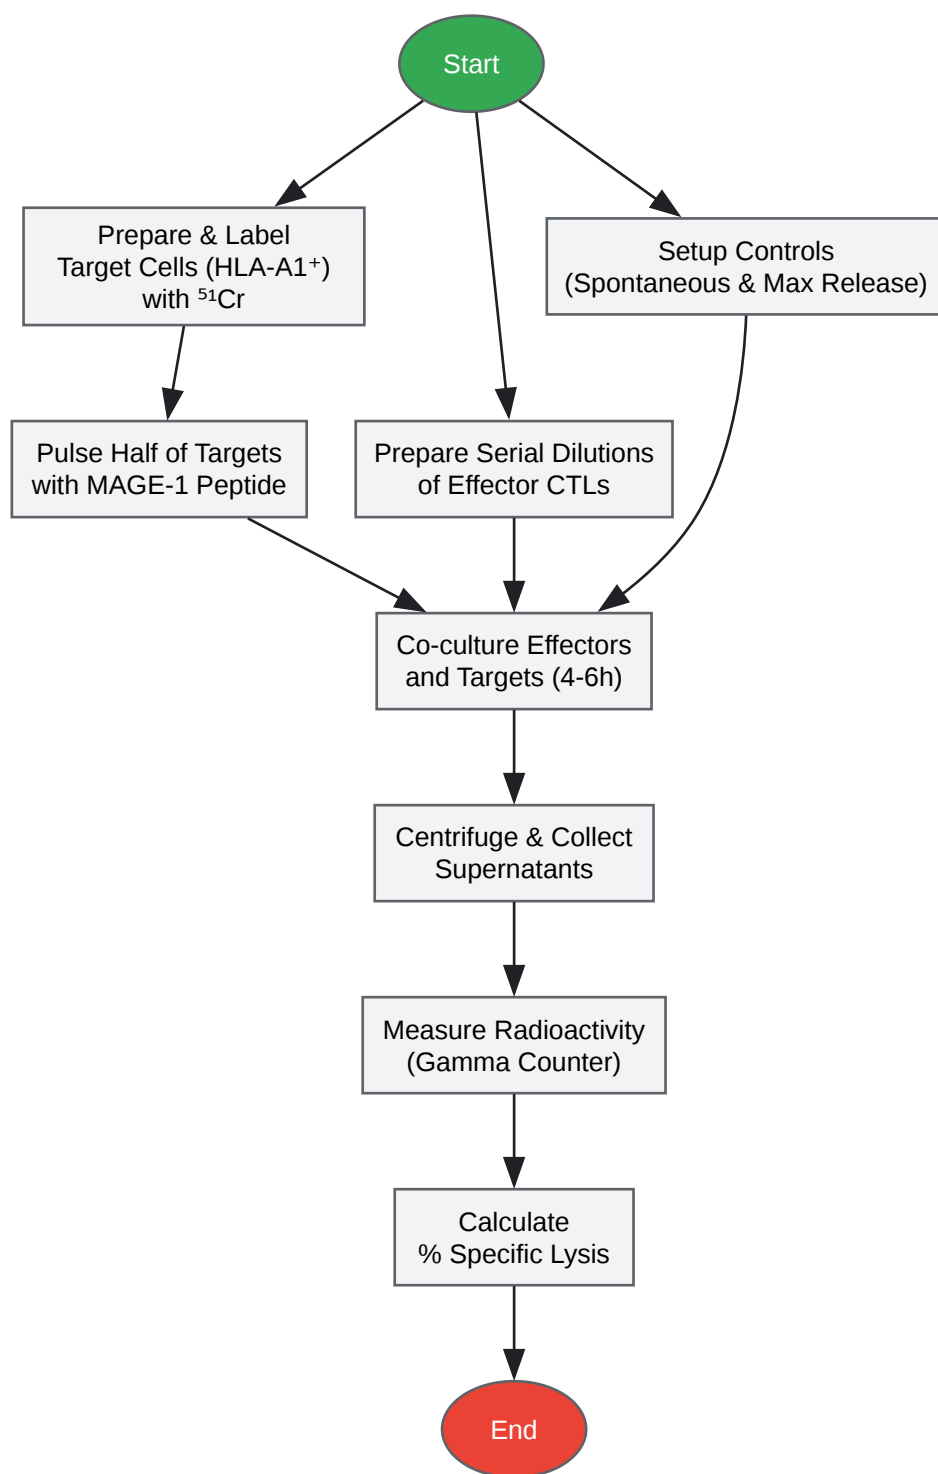 Start
Prepare & Label
Target Cells (HLA-A1⁺)
with ⁵¹Cr
Setup Controls
(Spontaneous & Max Release)
Pulse Half of Targets
with MAGE-1 Peptide
Prepare Serial Dilutions
of Effector CTLs
Co-culture Effectors
and Targets (4-6h)
Centrifuge & Collect
Supernatants
Measure Radioactivity
(Gamma Counter)
Calculate
% Specific Lysis
End